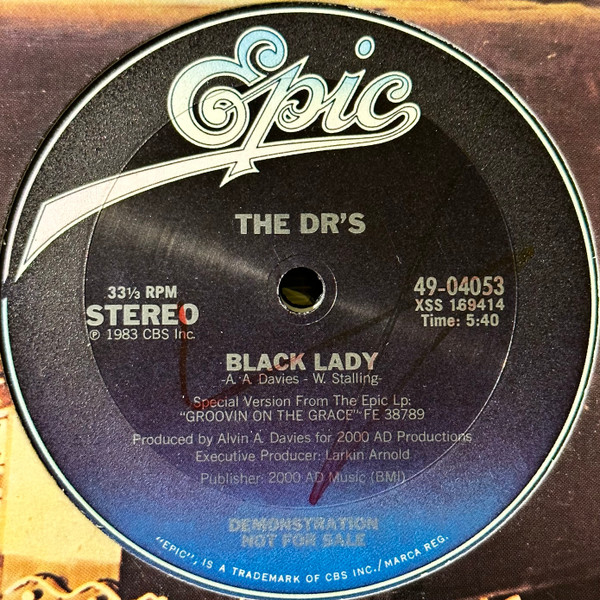 Epic
THE DR'S
33⅓ RPM
STEREO
℗ 1983 CBS Inc.
49-04053
XSS 169414
Time: 5:40
BLACK LADY
-A. A. Davies - W. Stalling-
Special Version From The Epic Lp:
"GROOVIN ON THE GRACE" FE 38789
Produced by Alvin A. Davies for 2000 AD Productions
Executive Producer: Larkin Arnold
Publisher: 2000 AD Music (BMI)
DEMONSTRATION
NOT FOR SALE
"EPIC", IS A TRADEMARK OF CBS INC./MARCA REG.